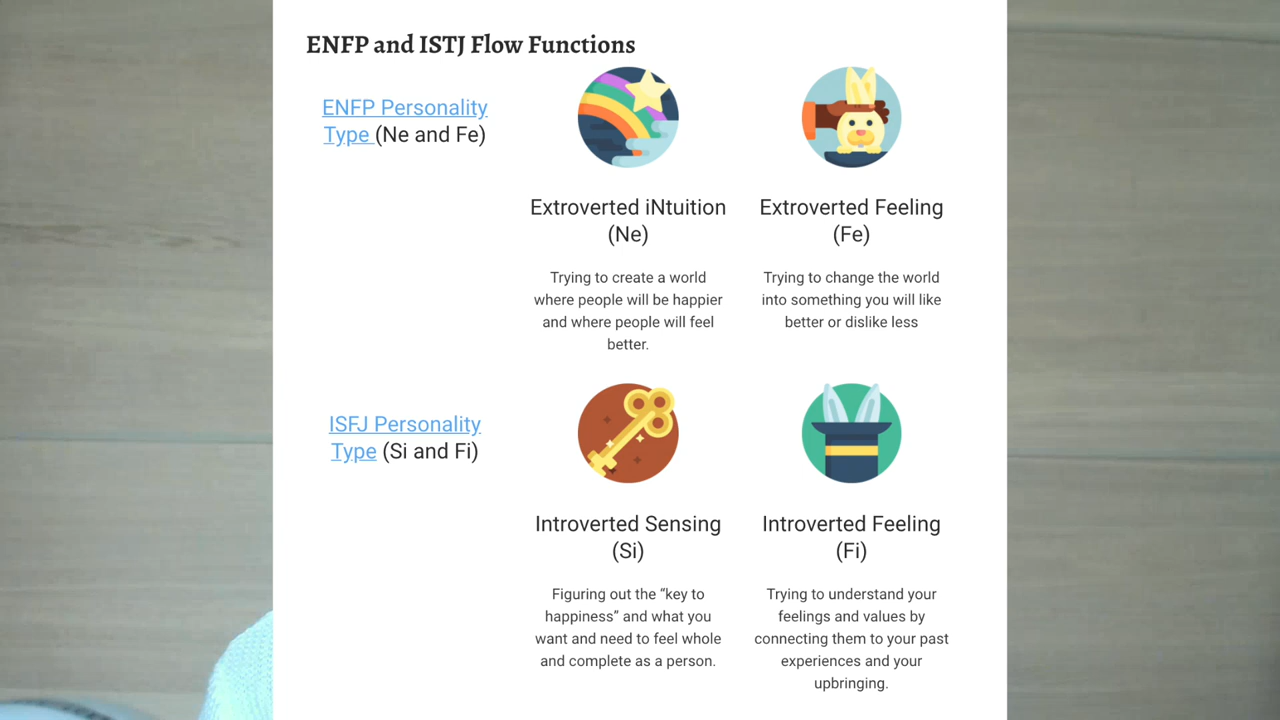 ENFP and ISTJ Flow Functions
ENFP Personality
Type (Ne and Fe)
Extroverted iNtuition
(Ne)
Trying to create a world
where people will be happier
and where people will feel
better.
Extroverted Feeling
(Fe)
Trying to change the world
into something you will like
better or dislike less
ISFJ Personality
Type (Si and Fi)
Introverted Sensing
(Si)
Figuring out the “key to
happiness” and what you
want and need to feel whole
and complete as a person.
Introverted Feeling
(Fi)
Trying to understand your
feelings and values by
connecting them to your past
experiences and your
upbringing.